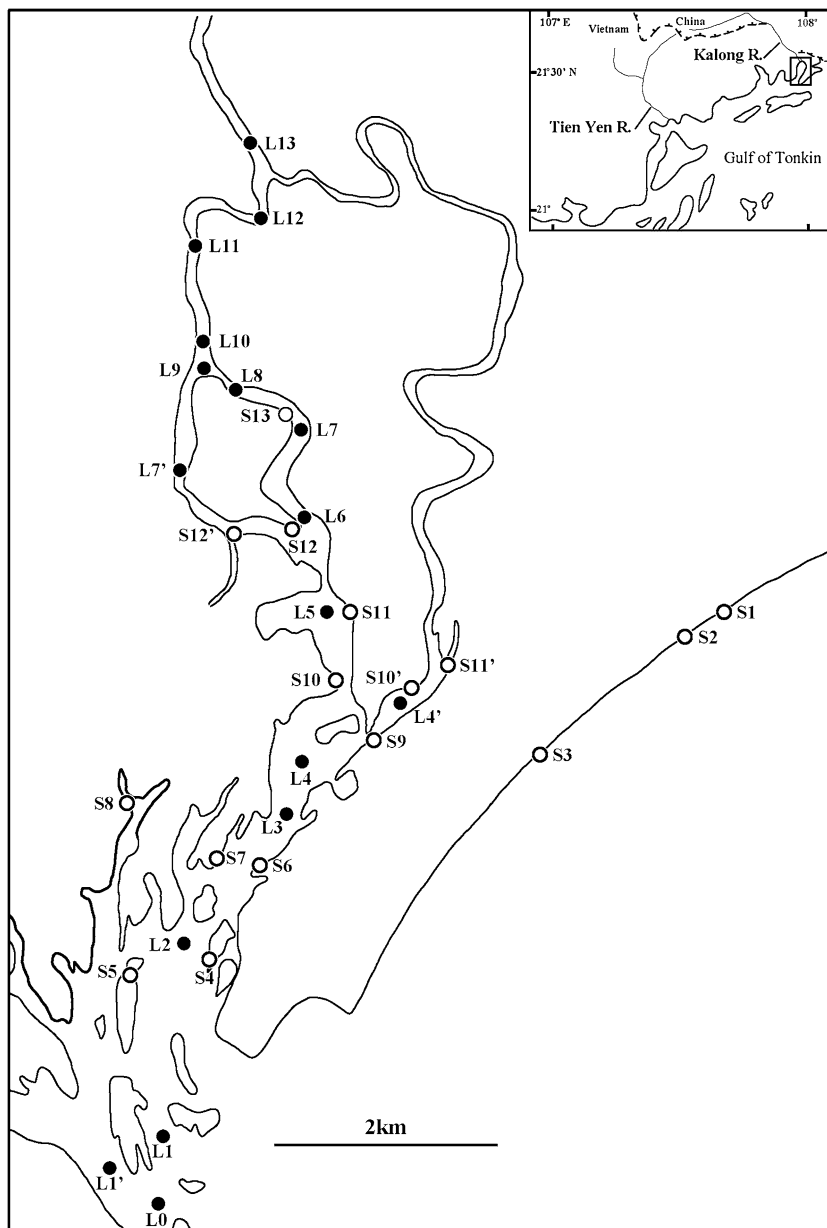 107°E
108°
Vietnam
China
Kalong R.
21°30' N
Tien Yen R.
Gulf of Tonkin
21°
L13
L12
L11
L10
L9
L8
S13
L7
L7’
L6
S12’
S12
L5
S11
S1
S2
S10
S10’
S11’
L4’
S9
S3
L4
S8
L3
S7
S6
L2
S4
S5
2km
L1
L1’
L0